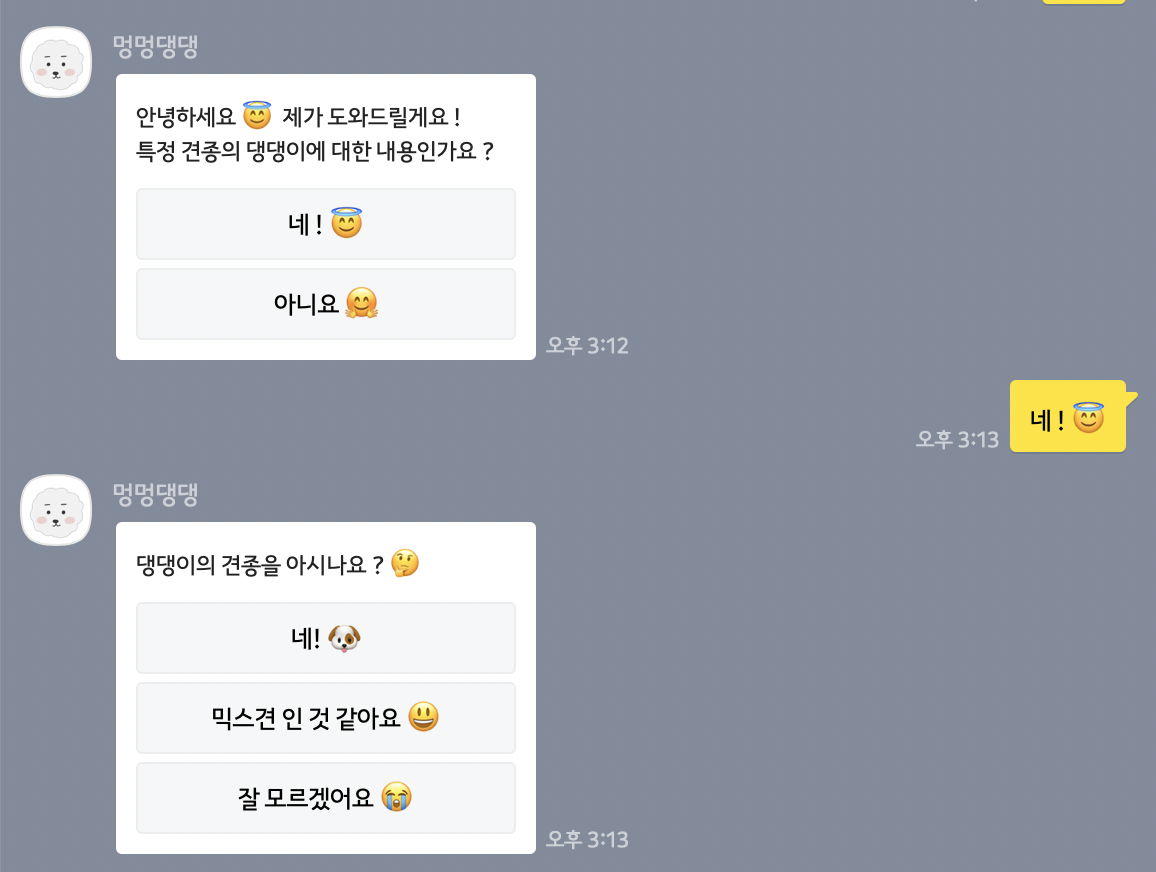 멍멍댕댕
안녕하세요 😇 제가 도와드릴게요 !
특정 견종의 댕댕이에 대한 내용인가요 ?
네 ! 😇
아니요 🤗
오후 3:12
네 ! 😇
오후 3:13
멍멍댕댕
댕댕이의 견종을 아시나요 ? 🤔
네! 🐶
믹스견 인 것 같아요 😃
잘 모르겠어요 😭
오후 3:13